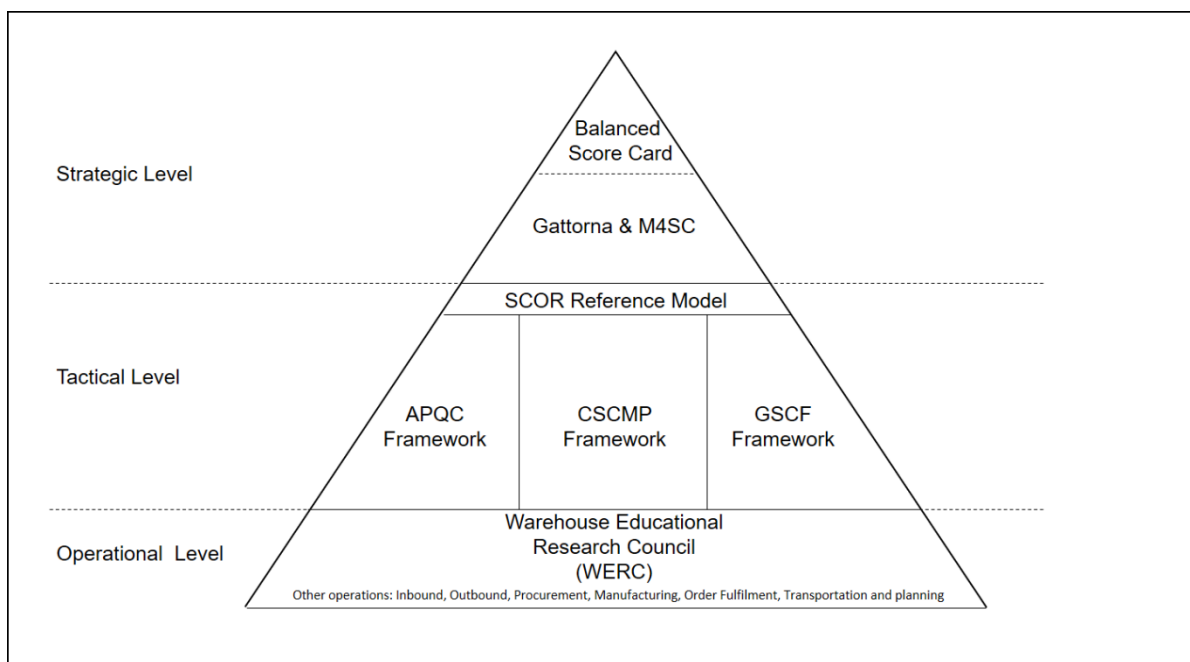 Balanced
Score Card
Strategic Level
Gattorna & M4SC
SCOR Reference Model
Tactical Level
APQC
Framework
CSCMP
Framework
GSCF
Framework
Warehouse Educational
Research Council
(WERC)
Operational  Level
Other operations: Inbound, Outbound, Procurement, Manufacturing, Order Fulfilment, Transportation and planning